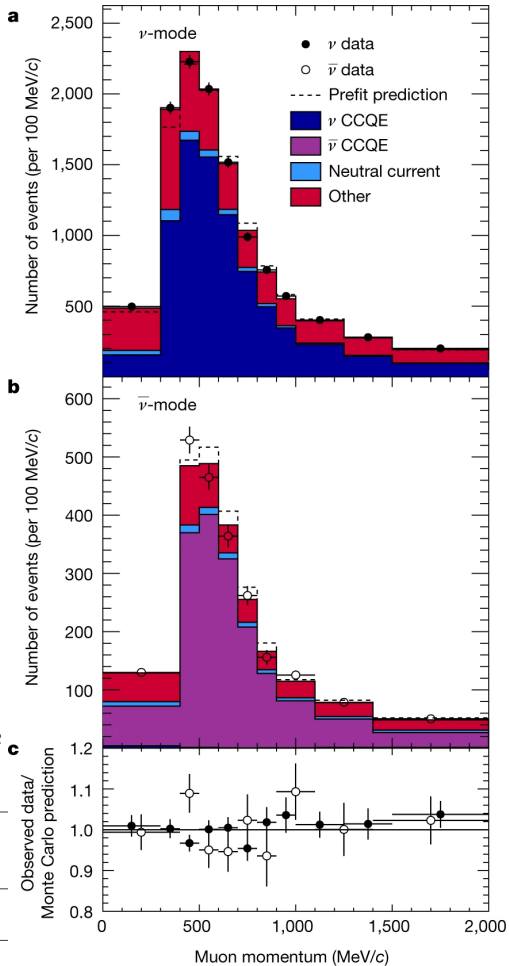 a
ν-mode
ν data
ν̅ data
Prefit prediction
ν CCQE
ν̅ CCQE
Neutral current
Other
Number of events (per 100 MeV/c)
2,500
2,000
1,500
1,000
500
b
ν̅-mode
Number of events (per 100 MeV/c)
600
500
400
300
200
100
c
Observed data/
Monte Carlo prediction
1.2
1.1
1.0
0.9
0.8
0
500
1,000
1,500
2,000
Muon momentum (MeV/c)